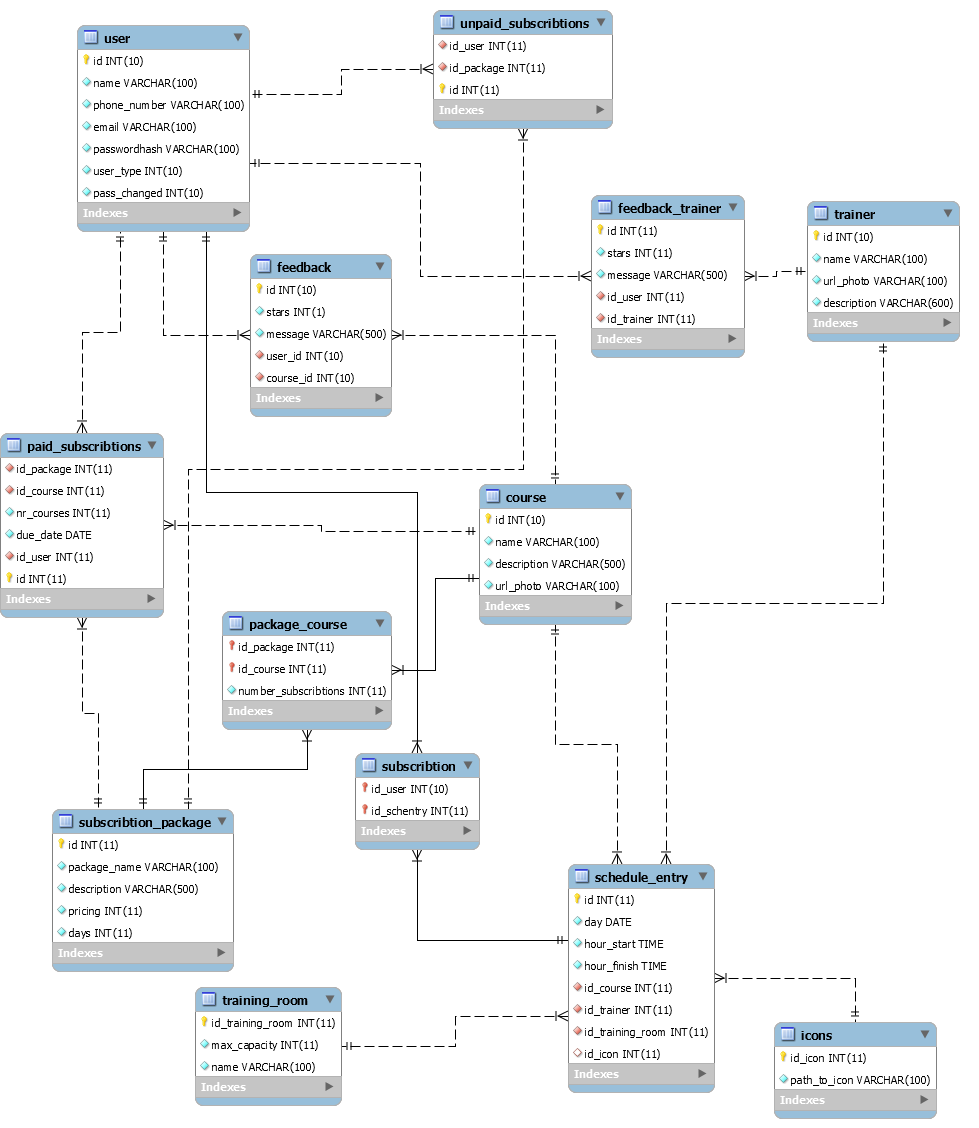 user
id INT(10)
name VARCHAR(100)
phone_number VARCHAR(100)
email VARCHAR(100)
passwordhash VARCHAR(100)
user_type INT(10)
pass_changed INT(10)
Indexes
unpaid_subscribtions
id_user INT(11)
id_package INT(11)
id INT(11)
Indexes
feedback_trainer
id INT(11)
stars INT(11)
message VARCHAR(500)
id_user INT(11)
id_trainer INT(11)
Indexes
trainer
id INT(10)
name VARCHAR(100)
url_photo VARCHAR(100)
description VARCHAR(600)
Indexes
feedback
id INT(10)
stars INT(1)
message VARCHAR(500)
user_id INT(10)
course_id INT(10)
Indexes
paid_subscribtions
id_package INT(11)
id_course INT(11)
nr_courses INT(11)
due_date DATE
id_user INT(11)
id INT(11)
Indexes
course
id INT(10)
name VARCHAR(100)
description VARCHAR(500)
url_photo VARCHAR(100)
Indexes
package_course
id_package INT(11)
id_course INT(11)
number_subscribtions INT(11)
Indexes
subscribtion
id_user INT(10)
id_schentry INT(11)
Indexes
subscribtion_package
id INT(11)
package_name VARCHAR(100)
description VARCHAR(500)
pricing INT(11)
days INT(11)
Indexes
schedule_entry
id INT(11)
day DATE
hour_start TIME
hour_finish TIME
id_course INT(11)
id_trainer INT(11)
id_training_room INT(11)
id_icon INT(11)
Indexes
training_room
id_training_room INT(11)
max_capacity INT(11)
name VARCHAR(100)
Indexes
icons
id_icon INT(11)
path_to_icon VARCHAR(100)
Indexes